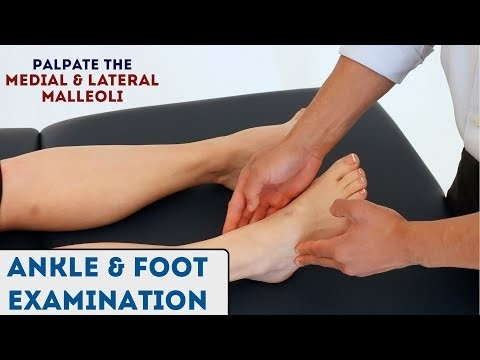 PALPATE THE
MEDIAL & LATERAL
MALLEOLI
ANKLE & FOOT
EXAMINATION